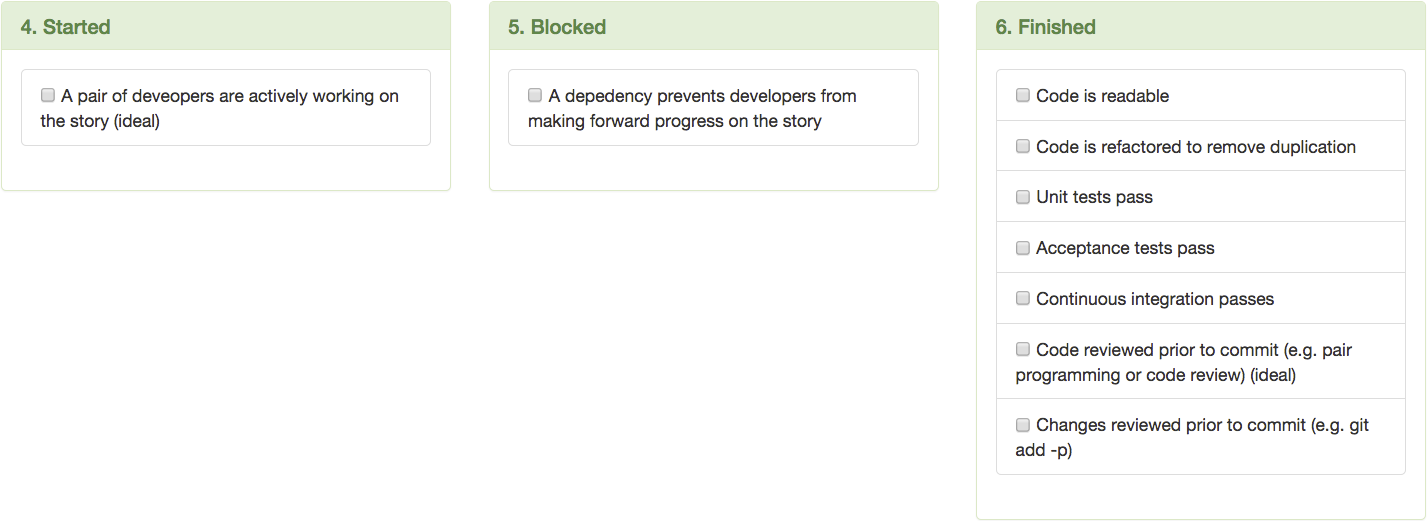 4. Started
A pair of deveopers are actively working on
the story (ideal)
5. Blocked
A depedency prevents developers from
making forward progress on the story
6. Finished
Code is readable
Code is refactored to remove duplication
Unit tests pass
Acceptance tests pass
Continuous integration passes
Code reviewed prior to commit (e.g. pair
programming or code review) (ideal)
Changes reviewed prior to commit (e.g. git
add -p)